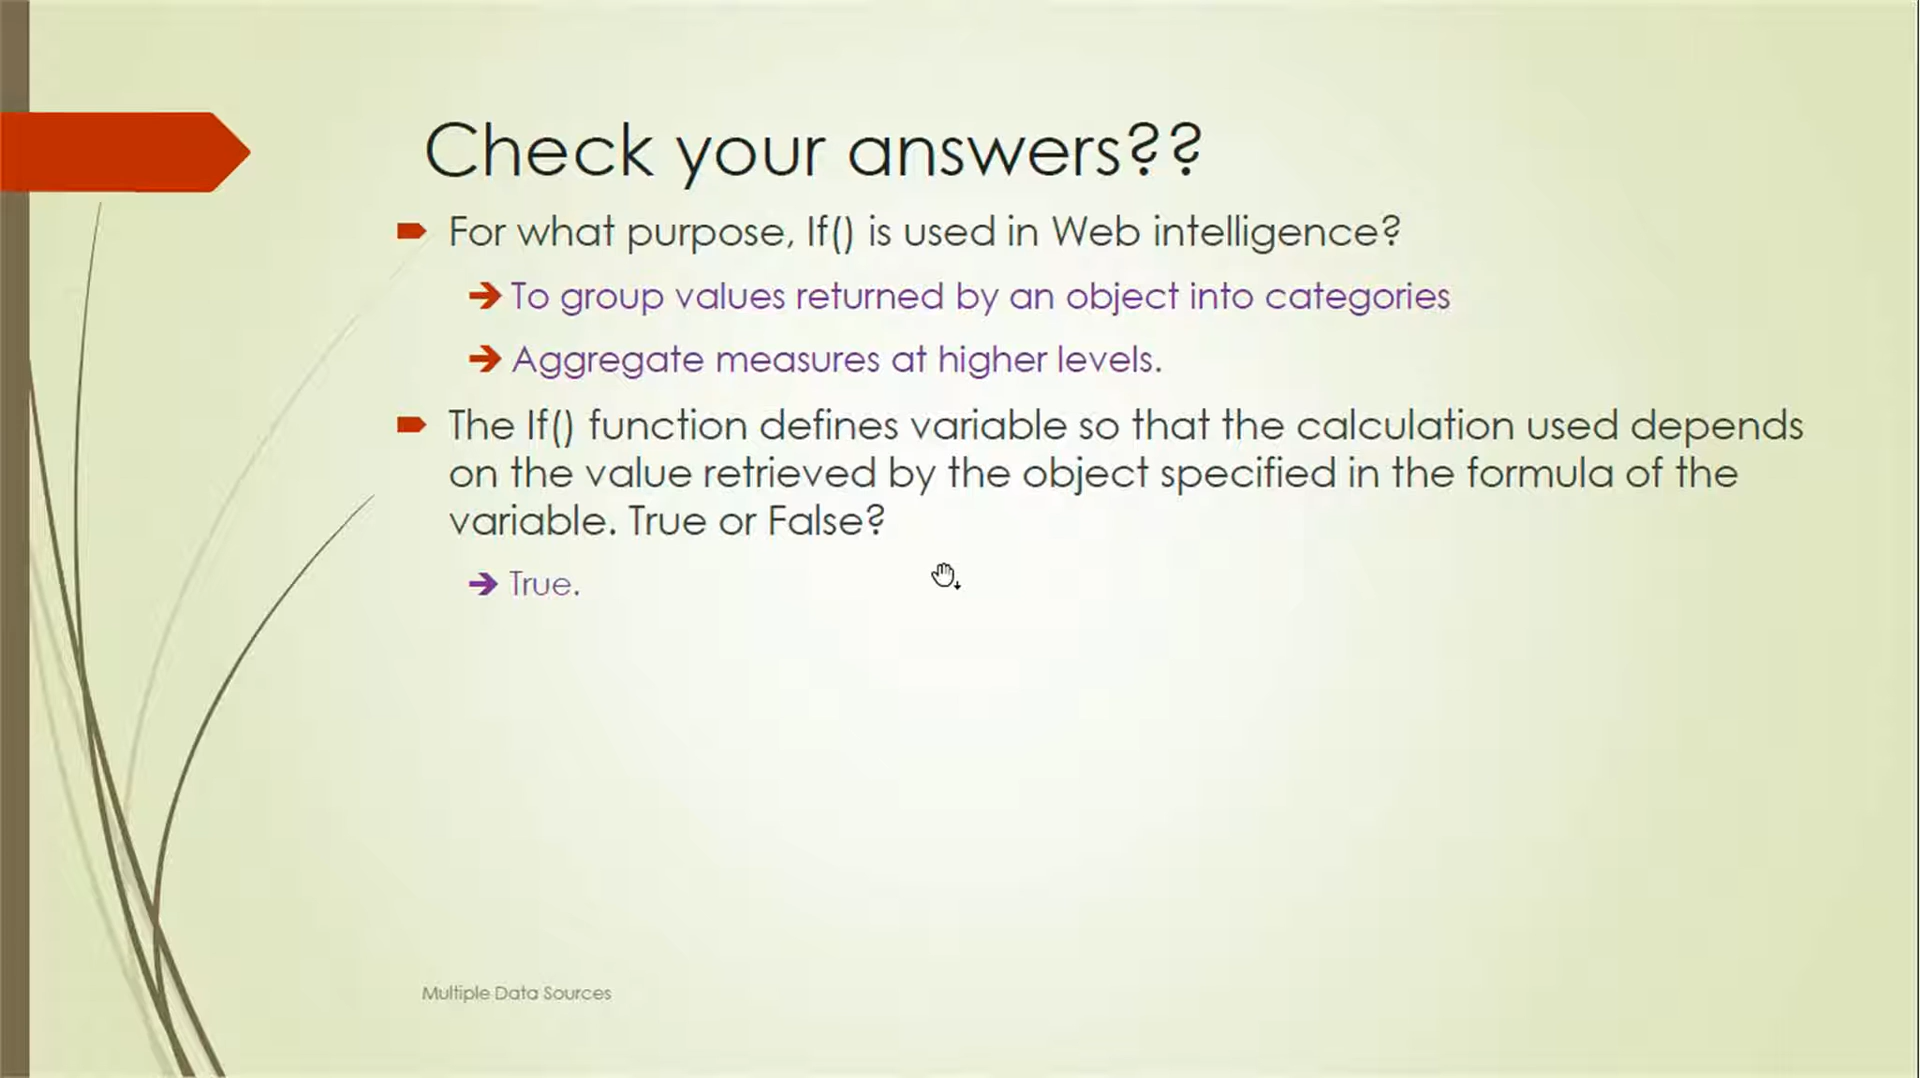 Check your answers??
For what purpose, If() is used in Web intelligence?
To group values returned by an object into categories
Aggregate measures at higher levels.
The If() function defines variable so that the calculation used depends
on the value retrieved by the object specified in the formula of the
variable. True or False?
True.
Multiple Data Sources